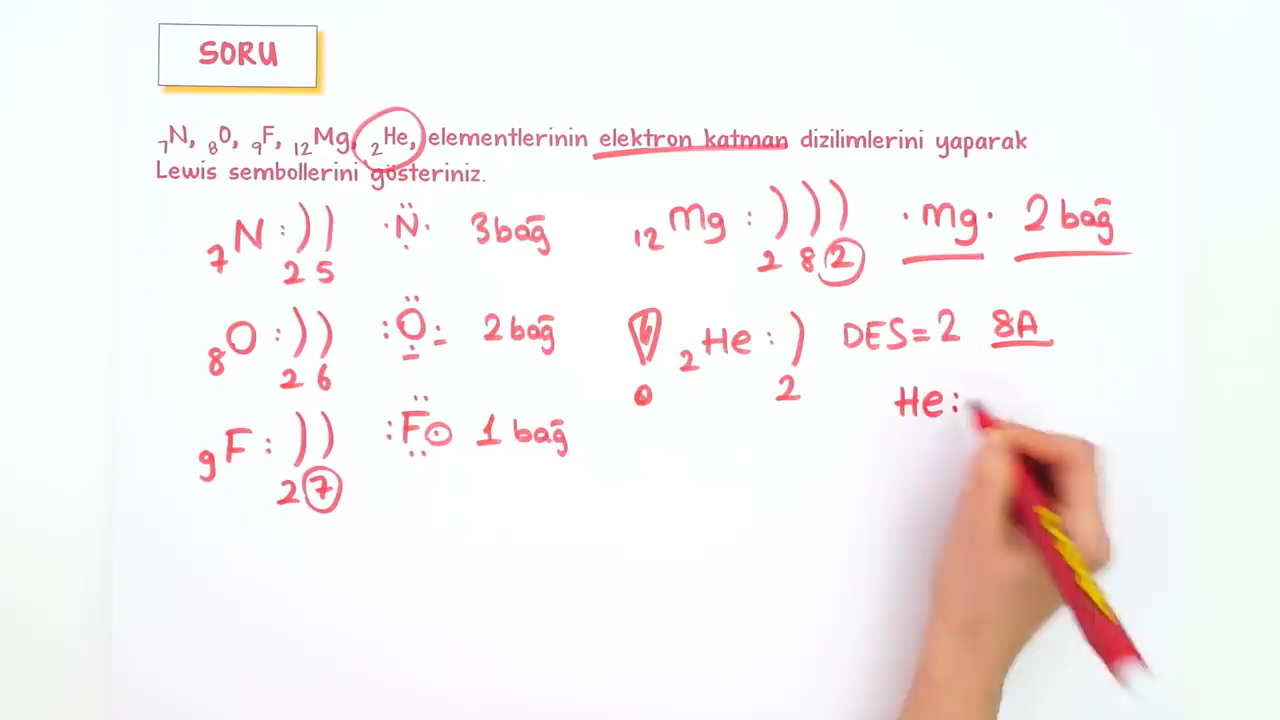 SORU
₇N, ₈O, ₉F, ₁₂Mg, ₂He, elementlerinin elektron katman dizilimlerini yaparak
Lewis sembollerini gösteriniz.
₇N : ) ) ·N· 3 bağ
2 5
₈O : ) ) :O: 2 bağ
2 6
₉F : ) ) :F⊙ 1 bağ
2 7
₁₂Mg : ) ) ) ·Mg· 2 bağ
2 8 2
₂He : ) DES=2 8A
2
He: